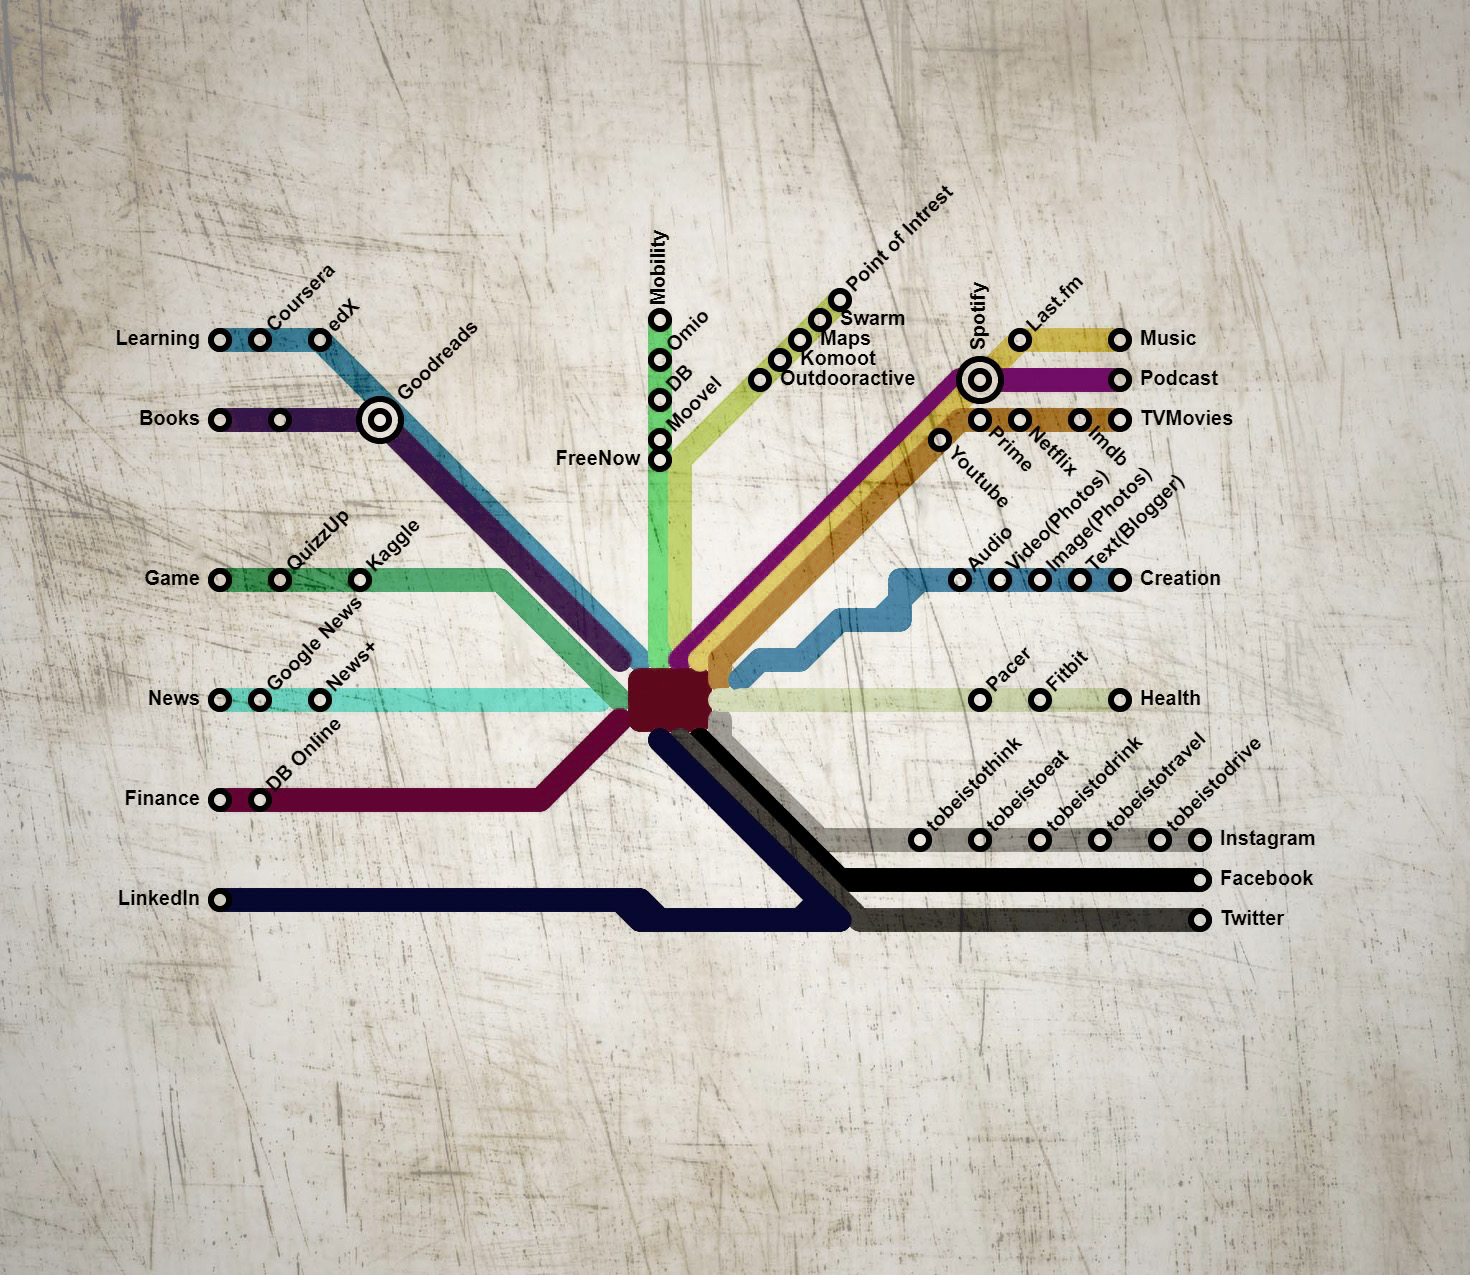 Mobility
Omio
DB
Moovel
FreeNow
Point of Intrest
Swarm
Maps
Komoot
Outdooractive
Learning
Coursera
edX
Goodreads
Books
Spotify
Last.fm
Music
Podcast
TVMovies
Prime
Netflix
Imdb
Youtube
Game
QuizzUp
Kaggle
Audio
Video(Photos)
Image(Photos)
Text(Blogger)
Creation
News
Google News
News+
Pacer
Fitbit
Health
Finance
DB Online
tobeistothink
tobeistoeat
tobeistodrink
tobeistotravel
tobeistodrive
Instagram
Facebook
LinkedIn
Twitter